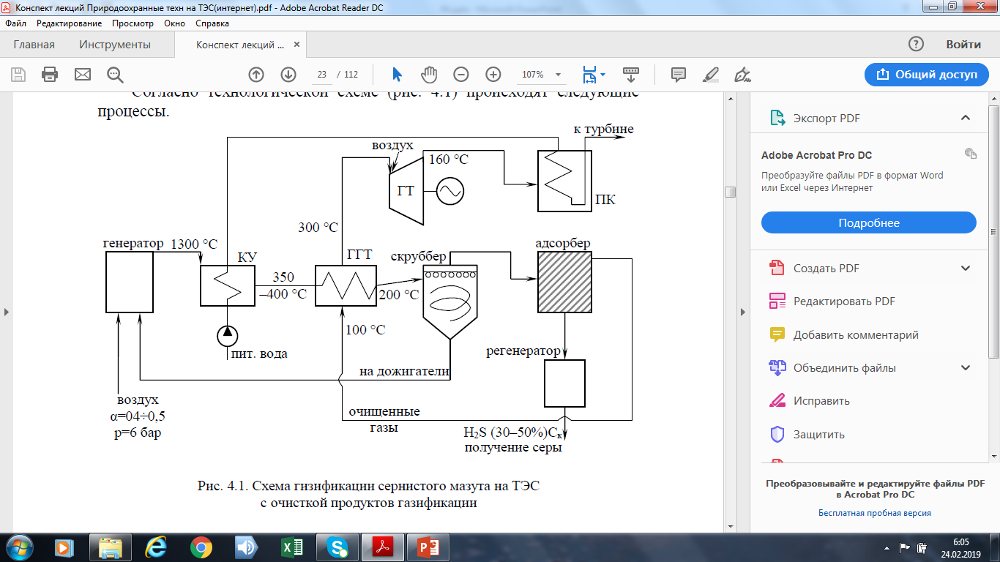 Конспект лекций Природоохранные техн на ТЭС(интернет).pdf - Adobe Acrobat Reader DC
Файл Редактирование Просмотр Окно Справка
Главная Инструменты Конспект лекций ... × Войти
23 / 112 107% Общий доступ
Согласно технологической схеме (рис. 4.1) происходят следующие
процессы.
к турбине
воздух
160 °С
ГТ
ПК
300 °С
генератор 1300 °С
КУ
ГГТ
скруббер
адсорбер
350
–400 °С
200 °С
100 °С
пит. вода
регенератор
на дожигатели
воздух
α=04÷0,5
p=6 бар
очищенные
газы
H2S (30–50%)Cк
получение серы
Рис. 4.1. Схема гизификации сернистого мазута на ТЭС
с очисткой продуктов газификации
Экспорт PDF
Adobe Acrobat Pro DC
Преобразуйте файлы PDF в формат Word
или Excel через Интернет
Подробнее
Создать PDF
Редактировать PDF
Добавить комментарий
Объединить файлы
Исправить
Защитить
Преобразовывайте и редактируйте файлы PDF
в Acrobat Pro DC
Бесплатная пробная версия
6:05
24.02.2019